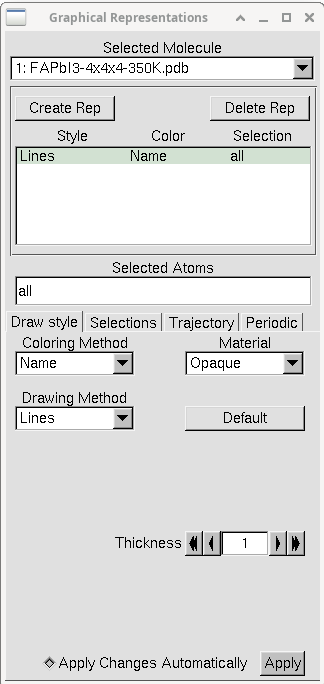 Graphical Representations
Selected Molecule
1: FAPbI3-4x4x4-350K.pdb
Create Rep Delete Rep
Style Color Selection
Lines Name all
Selected Atoms
all
Draw style Selections Trajectory Periodic
Coloring Method Material
Name Opaque
Drawing Method
Lines Default
Thickness 1
Apply Changes Automatically Apply